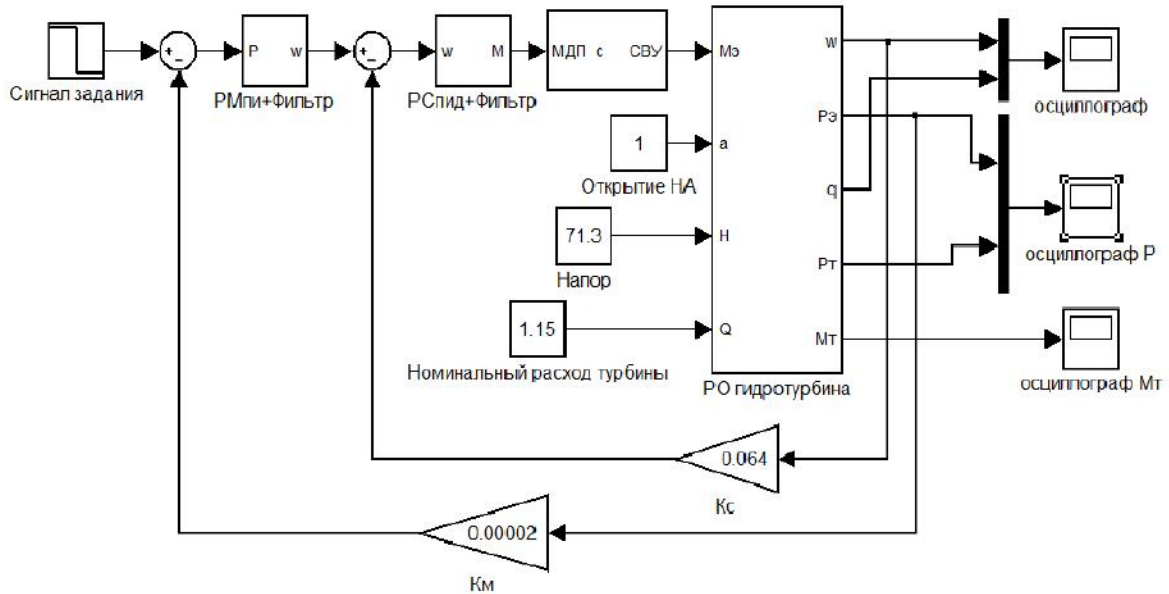 Сигнал задания
+
−
P w
РМпи+Фильтр
+
−
w M
РСпид+Фильтр
МДП с СВУ
Мэ
a
H
Q
w
Рэ
q
Рт
Мт
РО гидротурбина
1
Открытие НА
71.3
Напор
1.15
Номинальный расход турбины
осциллограф
осциллограф Р
осциллограф Мт
0.064
Кс
0.00002
Км